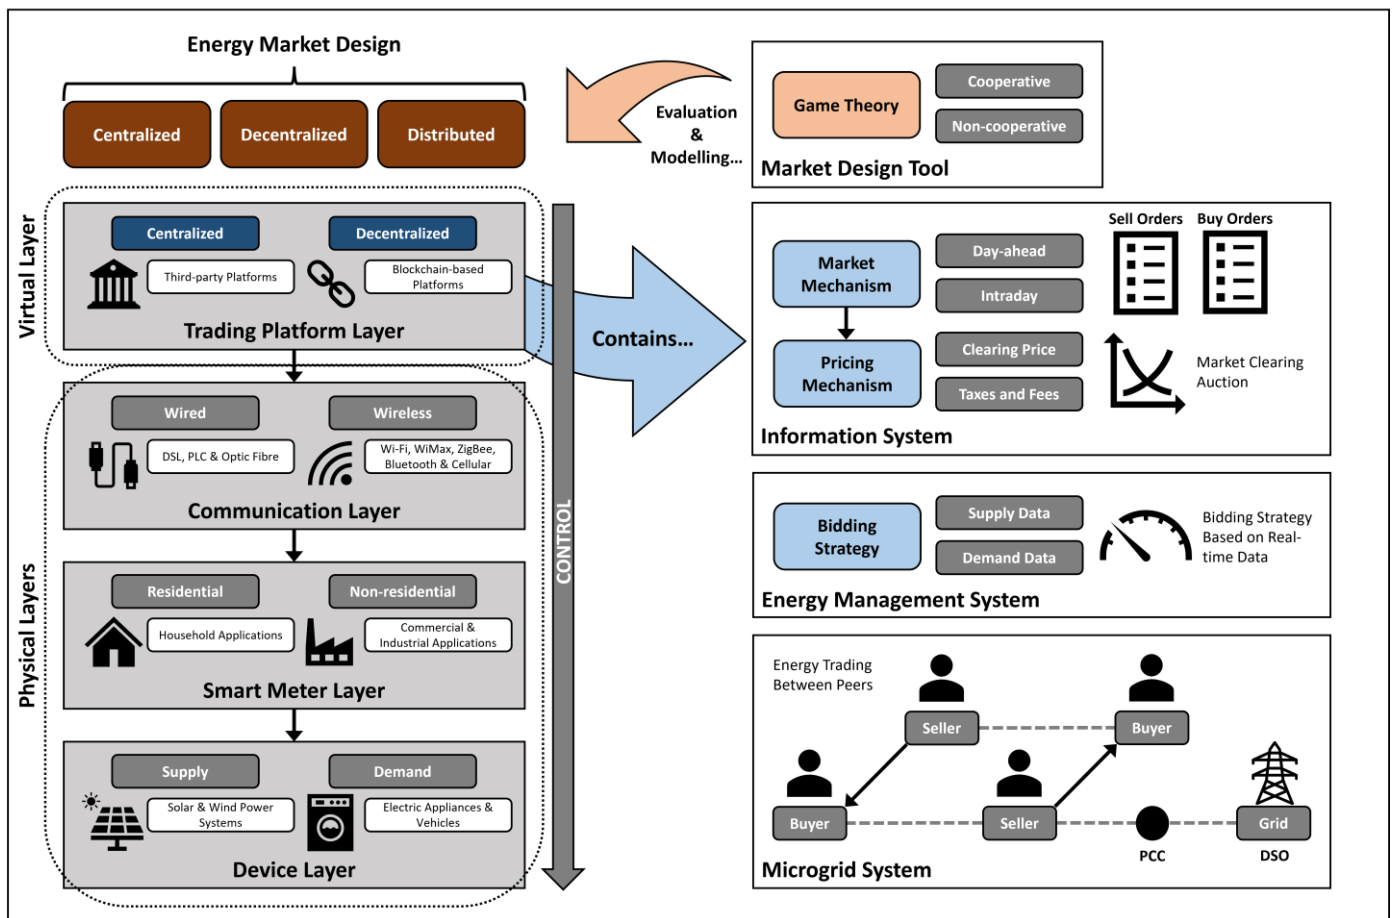 Energy Market Design
Centralized
Decentralized
Distributed
Evaluation
&
Modelling...
Game Theory
Cooperative
Non-cooperative
Market Design Tool
Virtual Layer
Centralized
Decentralized
Third-party Platforms
Blockchain-based
Platforms
Trading Platform Layer
Contains...
Physical Layers
Wired
Wireless
DSL, PLC & Optic Fibre
Wi-Fi, WiMax, ZigBee,
Bluetooth & Cellular
Communication Layer
Residential
Non-residential
Household Applications
Commercial &
Industrial Applications
Smart Meter Layer
Supply
Demand
Solar & Wind Power
Systems
Electric Appliances &
Vehicles
Device Layer
CONTROL
Market
Mechanism
Day-ahead
Intraday
Sell Orders
Buy Orders
Pricing
Mechanism
Clearing Price
Taxes and Fees
Market Clearing
Auction
Information System
Bidding
Strategy
Supply Data
Demand Data
Bidding Strategy
Based on Real-
time Data
Energy Management System
Energy Trading
Between Peers
Seller
Buyer
Buyer
Seller
Grid
PCC
DSO
Microgrid System